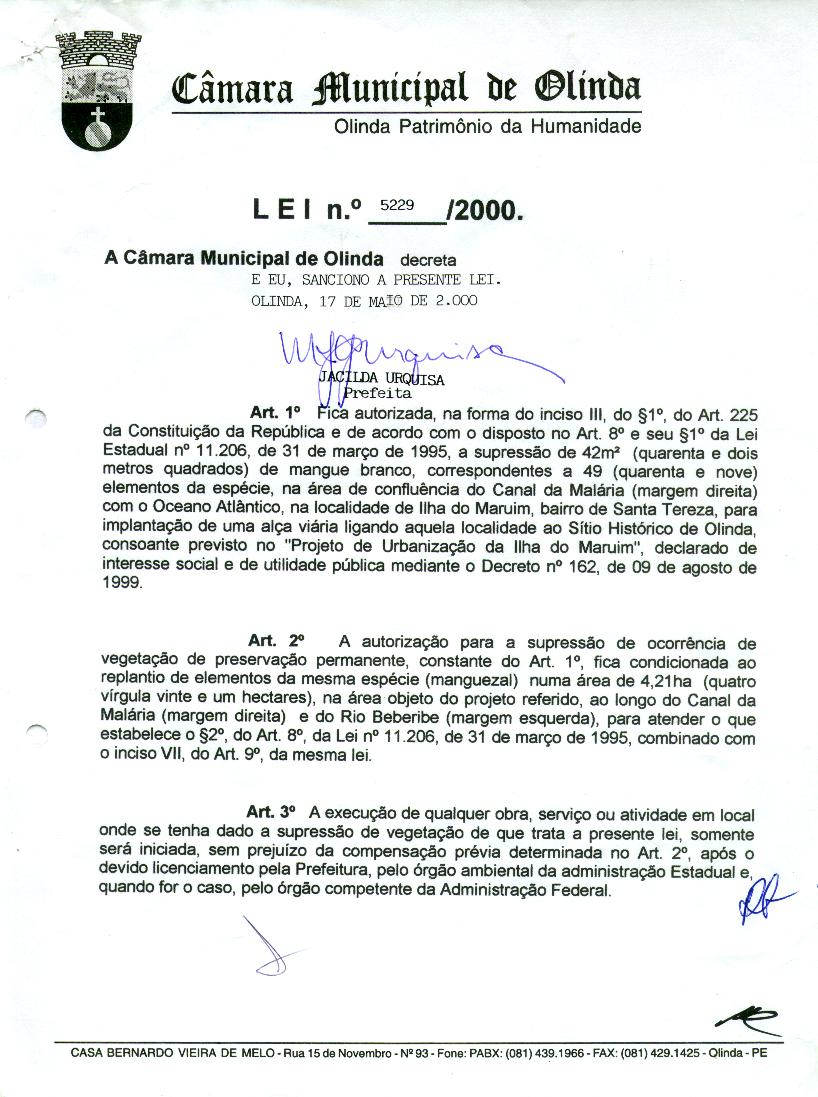 Câmara Municipal de Olinda
Olinda Patrimônio da Humanidade
LEI n.º 5229/2000.
A Câmara Municipal de Olinda decreta
E EU, SANCIONO A PRESENTE LEI.
OLINDA, 17 DE MAIO DE 2.000
JACILDA URQUISA
Prefeita
Art. 1º Fica autorizada, na forma do inciso III, do §1º, do Art. 225
da Constituição da República e de acordo com o disposto no Art. 8º e seu §1º da Lei
Estadual nº 11.206, de 31 de março de 1995, a supressão de 42m² (quarenta e dois
metros quadrados) de mangue branco, correspondentes a 49 (quarenta e nove)
elementos da espécie, na área de confluência do Canal da Malária (margem direita)
com o Oceano Atlântico, na localidade de Ilha do Maruim, bairro de Santa Tereza, para
implantação de uma alça viária ligando aquela localidade ao Sítio Histórico de Olinda,
consoante previsto no "Projeto de Urbanização da Ilha do Maruim", declarado de
interesse social e de utilidade pública mediante o Decreto nº 162, de 09 de agosto de
1999.
Art. 2º A autorização para a supressão de ocorrência de
vegetação de preservação permanente, constante do Art. 1º, fica condicionada ao
replantio de elementos da mesma espécie (manguezal) numa área de 4,21ha (quatro
vírgula vinte e um hectares), na área objeto do projeto referido, ao longo do Canal da
Malária (margem direita) e do Rio Beberibe (margem esquerda), para atender o que
estabelece o §2º, do Art. 8º, da Lei nº 11.206, de 31 de março de 1995, combinado com
o inciso VII, do Art. 9º, da mesma lei.
Art. 3º A execução de qualquer obra, serviço ou atividade em local
onde se tenha dado a supressão de vegetação de que trata a presente lei, somente
será iniciada, sem prejuízo da compensação prévia determinada no Art. 2º, após o
devido licenciamento pela Prefeitura, pelo órgão ambiental da administração Estadual e,
quando for o caso, pelo órgão competente da Administração Federal.
CASA BERNARDO VIEIRA DE MELO - Rua 15 de Novembro - Nº 93 - Fone: PABX: (081) 439.1966 - FAX: (081) 429.1425 - Olinda - PE